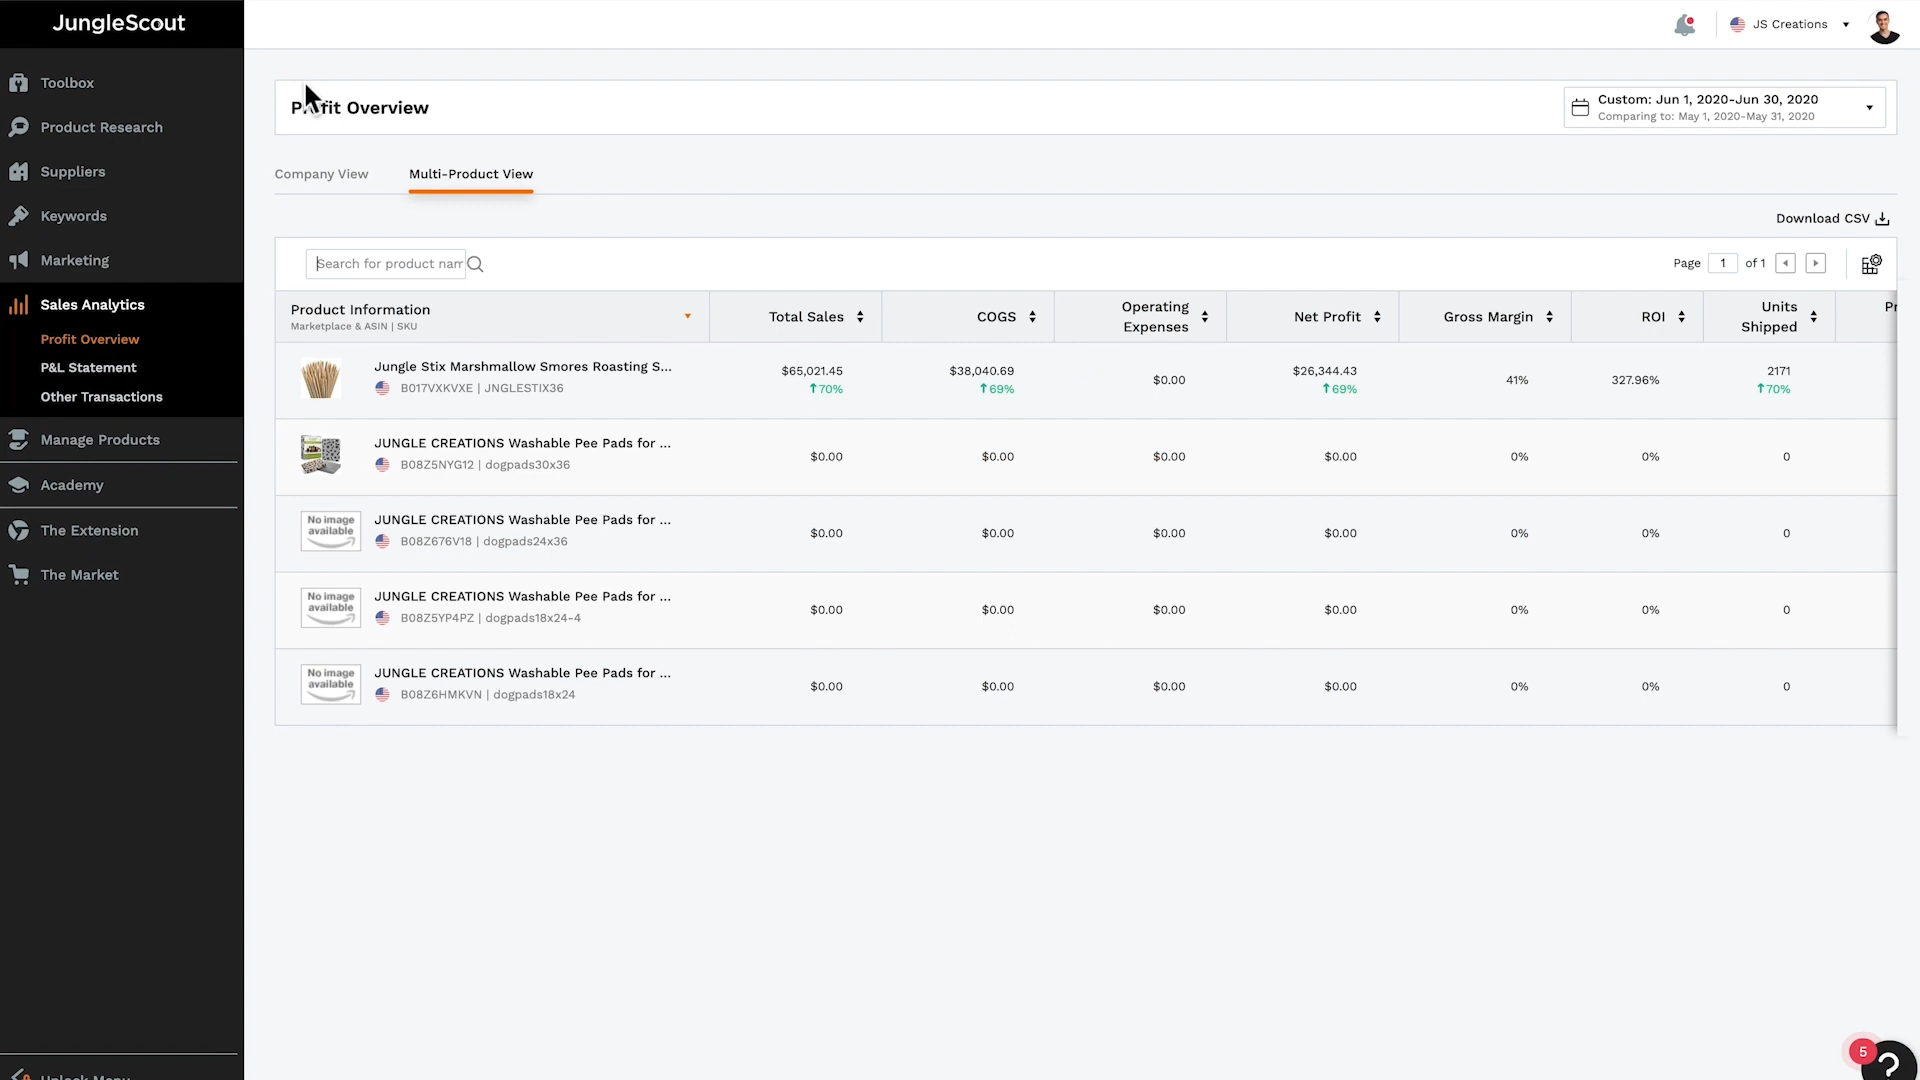 JungleScout
JS Creations
Toolbox
Product Research
Suppliers
Keywords
Marketing
Sales Analytics
Profit Overview
P&L Statement
Other Transactions
Manage Products
Academy
The Extension
The Market
Profit Overview
Custom: Jun 1, 2020-Jun 30, 2020
Comparing to: May 1, 2020-May 31, 2020
Company View
Multi-Product View
Download CSV
Search for product nam
Page 1 of 1
Product Information
Marketplace & ASIN | SKU
Total Sales
COGS
Operating
Expenses
Net Profit
Gross Margin
ROI
Units
Shipped
Jungle Stix Marshmallow Smores Roasting S...
B017VXKVXE | JNGLESTIX36
$65,021.45
70%
$38,040.69
69%
$0.00
$26,344.43
69%
41%
327.96%
2171
70%
JUNGLE CREATIONS Washable Pee Pads for ...
B08Z5NYG12 | dogpads30x36
$0.00
$0.00
$0.00
$0.00
0%
0%
0
No image
available
JUNGLE CREATIONS Washable Pee Pads for ...
B08Z676V18 | dogpads24x36
$0.00
$0.00
$0.00
$0.00
0%
0%
0
No image
available
JUNGLE CREATIONS Washable Pee Pads for ...
B08Z5YP4PZ | dogpads18x24-4
$0.00
$0.00
$0.00
$0.00
0%
0%
0
No image
available
JUNGLE CREATIONS Washable Pee Pads for ...
B08Z6HMKVN | dogpads18x24
$0.00
$0.00
$0.00
$0.00
0%
0%
0
5
?